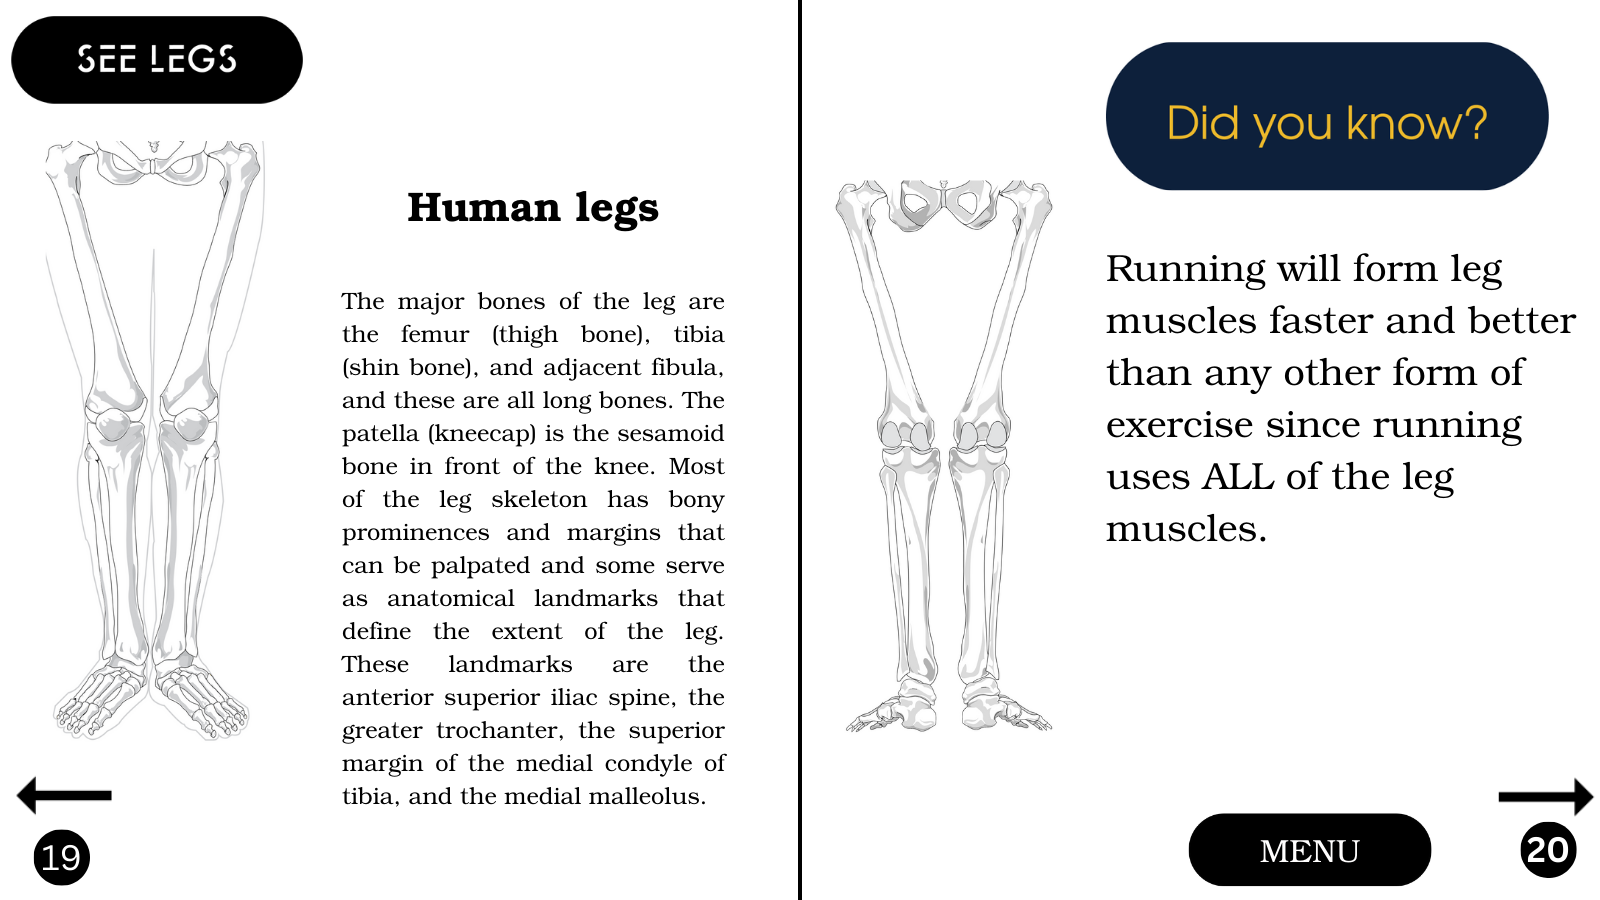 SEE LEGS
Human legs
The major bones of the leg are
the femur (thigh bone), tibia
(shin bone), and adjacent fibula,
and these are all long bones. The
patella (kneecap) is the sesamoid
bone in front of the knee. Most
of the leg skeleton has bony
prominences and margins that
can be palpated and some serve
as anatomical landmarks that
define the extent of the leg.
These landmarks are the
anterior superior iliac spine, the
greater trochanter, the superior
margin of the medial condyle of
tibia, and the medial malleolus.
19
Did you know?
Running will form leg
muscles faster and better
than any other form of
exercise since running
uses ALL of the leg
muscles.
MENU
20